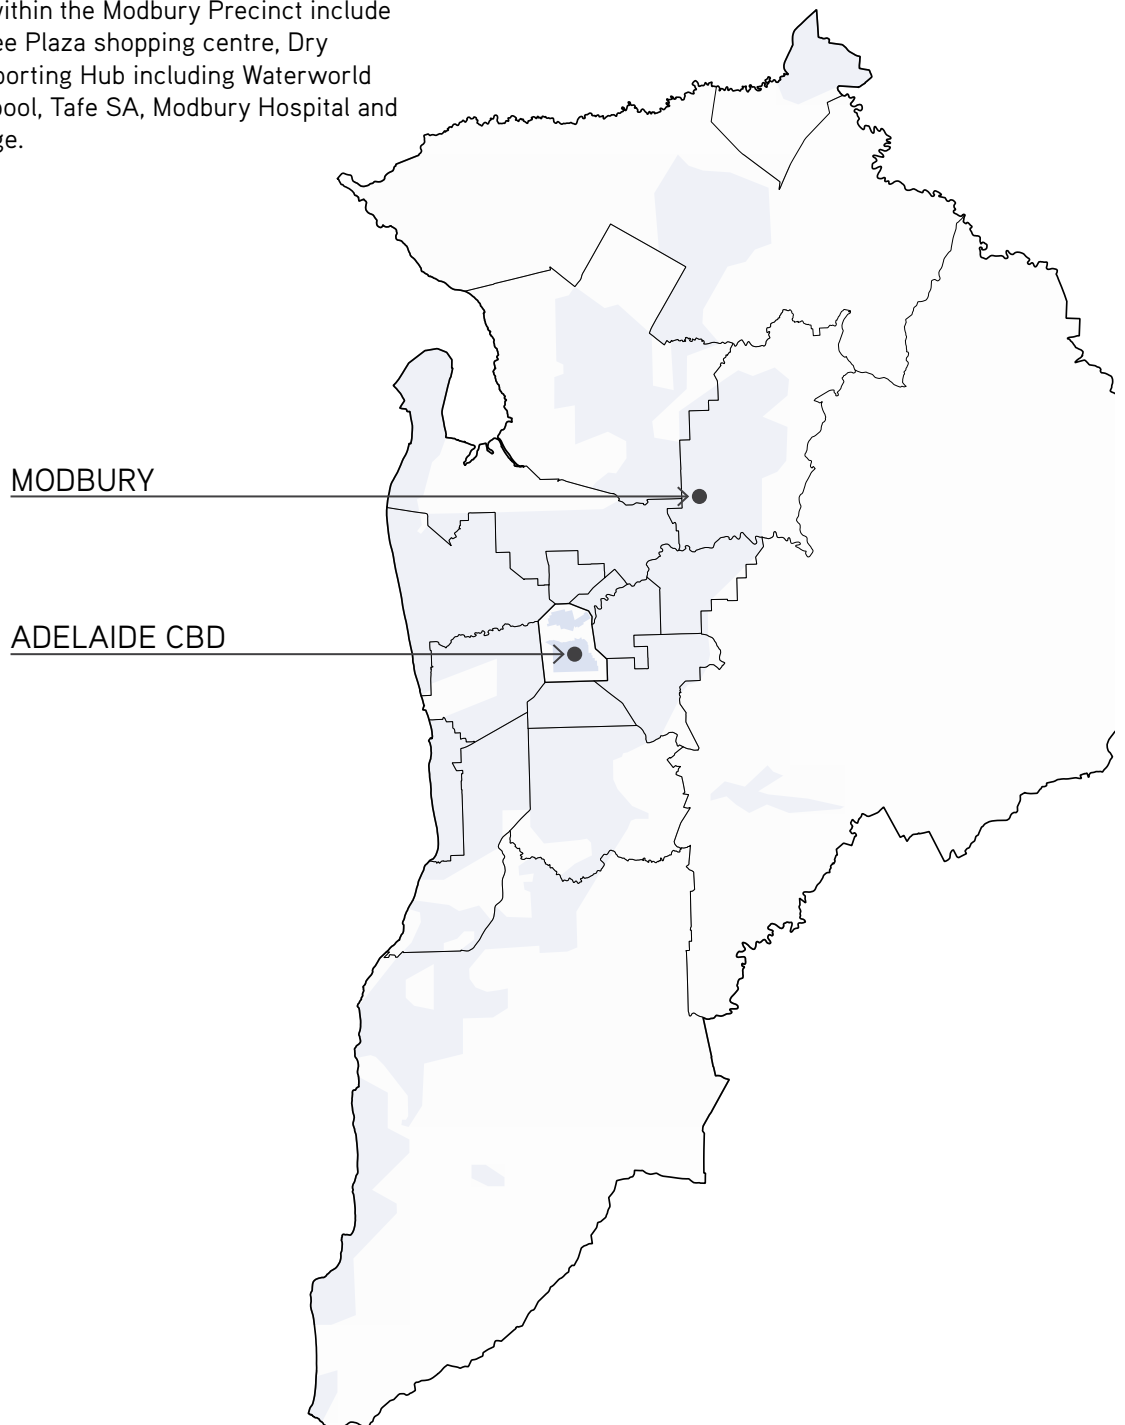 within the Modbury Precinct include
ee Plaza shopping centre, Dry
porting Hub including Waterworld
pool, Tafe SA, Modbury Hospital and
ge.
MODBURY
ADELAIDE CBD